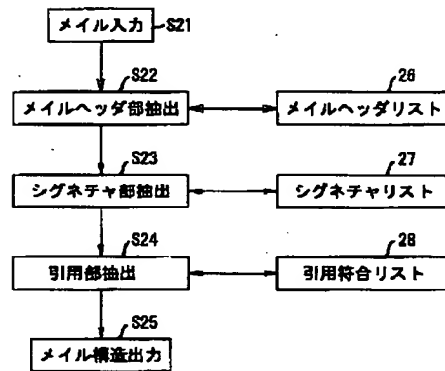 メイル入力 S21
S22
メイルヘッダ部抽出
26
メイルヘッダリスト
S23
シグネチャ部抽出
27
シグネチャリスト
S24
引用部抽出
28
引用符合リスト
S25
メイル構造出力